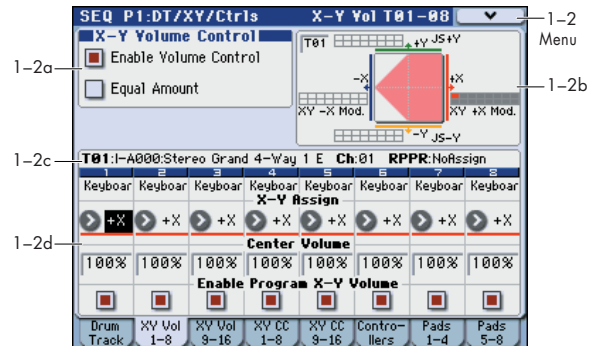 SEQ P1:DT/XY/Ctrls X-Y Vol T01-08
1-2
Menu
X-Y Volume Control
Enable Volume Control
Equal Amount
1-2a
T01
+Y JS+Y
-X
+X
XY -X Mod.
XY +X Mod.
-Y JS-Y
1-2b
1-2c
T01:I-A000:Stereo Grand 4-Way 1 E Ch:01 RPPR:NoAssign
1 2 3 4 5 6 7 8
Keyboar Keyboar Keyboar Keyboar Keyboar Keyboar Keyboar Keyboar
X-Y Assign
+X +X +X +X +X +X +X +X
1-2d
Center Volume
100% 100% 100% 100% 100% 100% 100% 100%
Enable Program X-Y Volume
Drum Track XY Vol 1-8 XY Vol 9-16 XY CC 1-8 XY CC 9-16 Contro-llers Pads 1-4 Pads 5-8